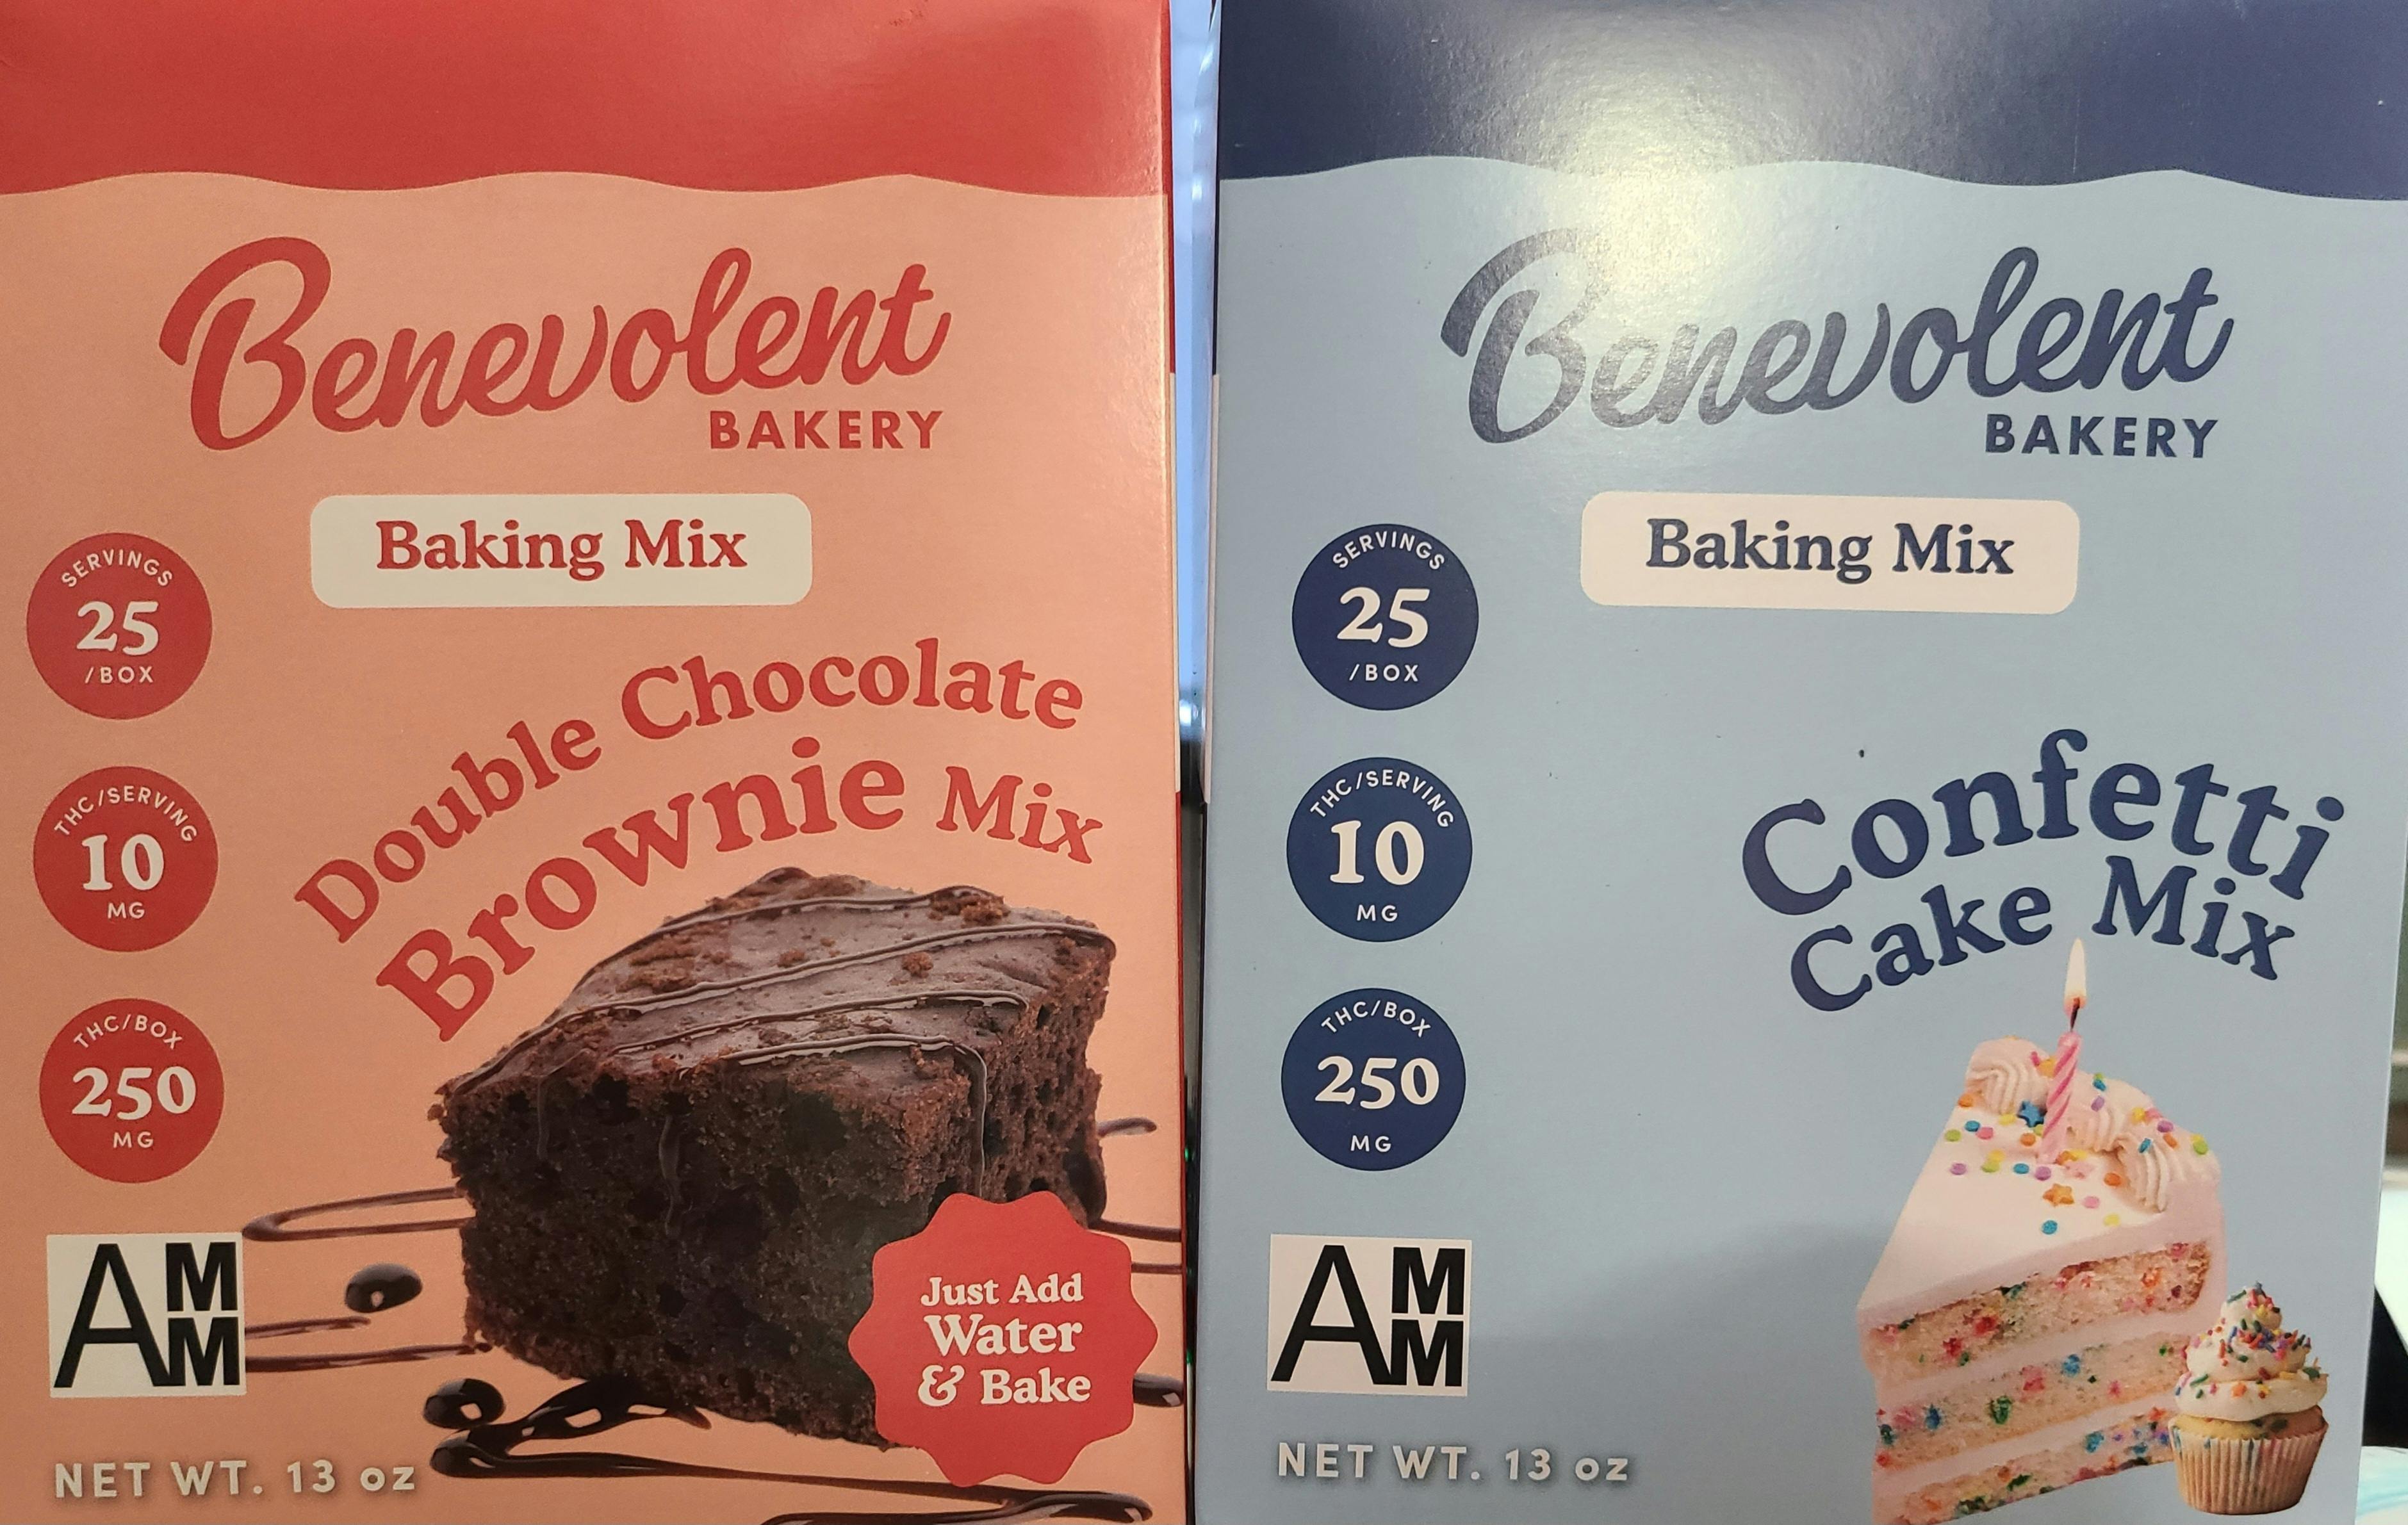 Benevolent
BAKERY
Baking Mix
SERVINGS
25
/BOX
THC/SERVING
10
MG
THC/BOX
250
MG
Double Chocolate
Brownie Mix
Just Add
Water
& Bake
AMM
NET WT. 13 oz
Benevolent
BAKERY
Baking Mix
SERVINGS
25
/BOX
THC/SERVING
10
MG
THC/BOX
250
MG
Confetti
Cake Mix
AMM
NET WT. 13 oz